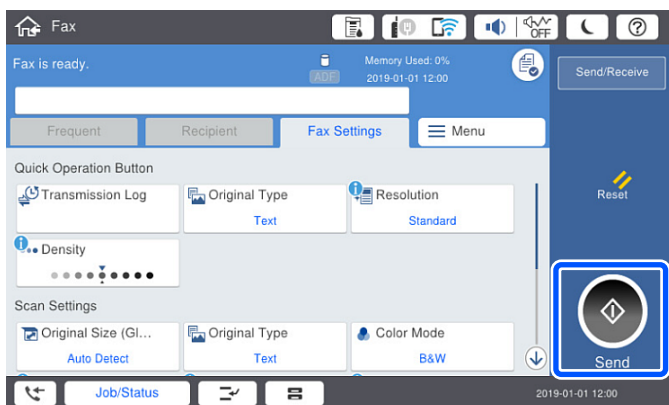 Fax
OFF
?
Fax is ready.
ADF
Memory Used: 0%
2019-01-01 12:00
Send/Receive
Frequent
Recipient
Fax Settings
Menu
Quick Operation Button
Transmission Log
Original Type
Text
i
Resolution
Standard
i
Density
Reset
Scan Settings
Original Size (Gl...
Auto Detect
Original Type
Text
Color Mode
B&W
Send
Job/Status
2019-01-01 12:00